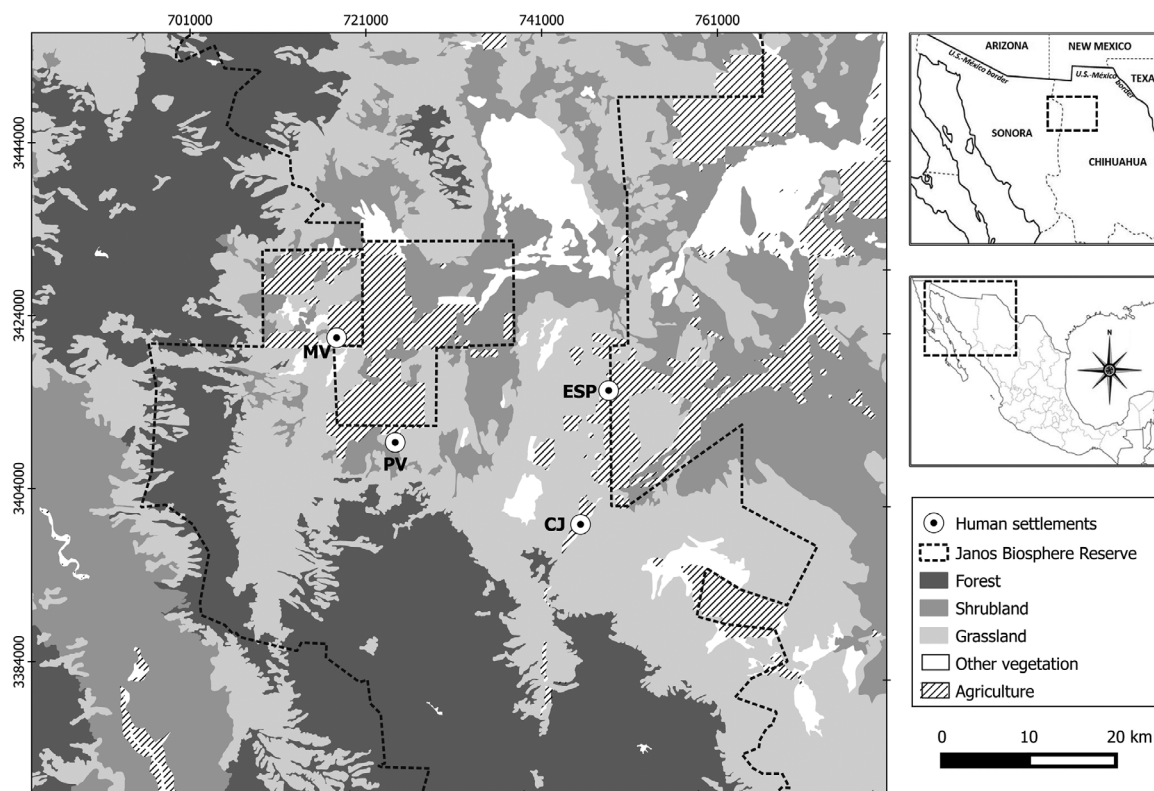 701000
721000
741000
761000
3444000
3424000
3404000
3384000
MV
PV
ESP
CJ
ARIZONA
NEW MEXICO
U.S.-México border
U.S.-México border
TEXA
SONORA
CHIHUAHUA
N
Human settlements
Janos Biosphere Reserve
Forest
Shrubland
Grassland
Other vegetation
Agriculture
0 10 20 km